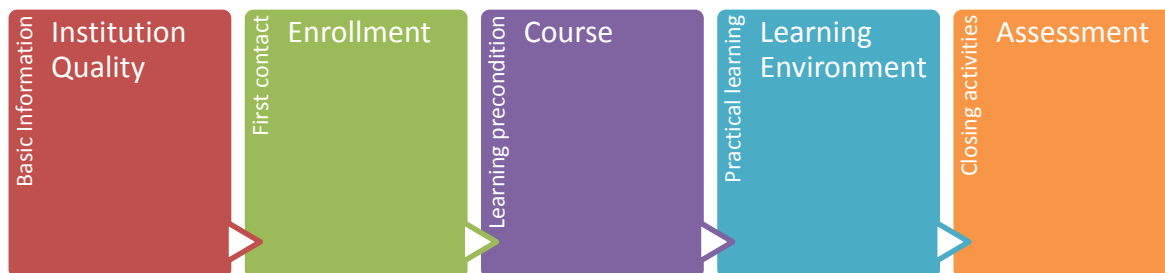 Basic Information
Institution
Quality
First contact
Enrollment
Learning precondition
Course
Practical learning
Learning
Environment
Closing activities
Assessment